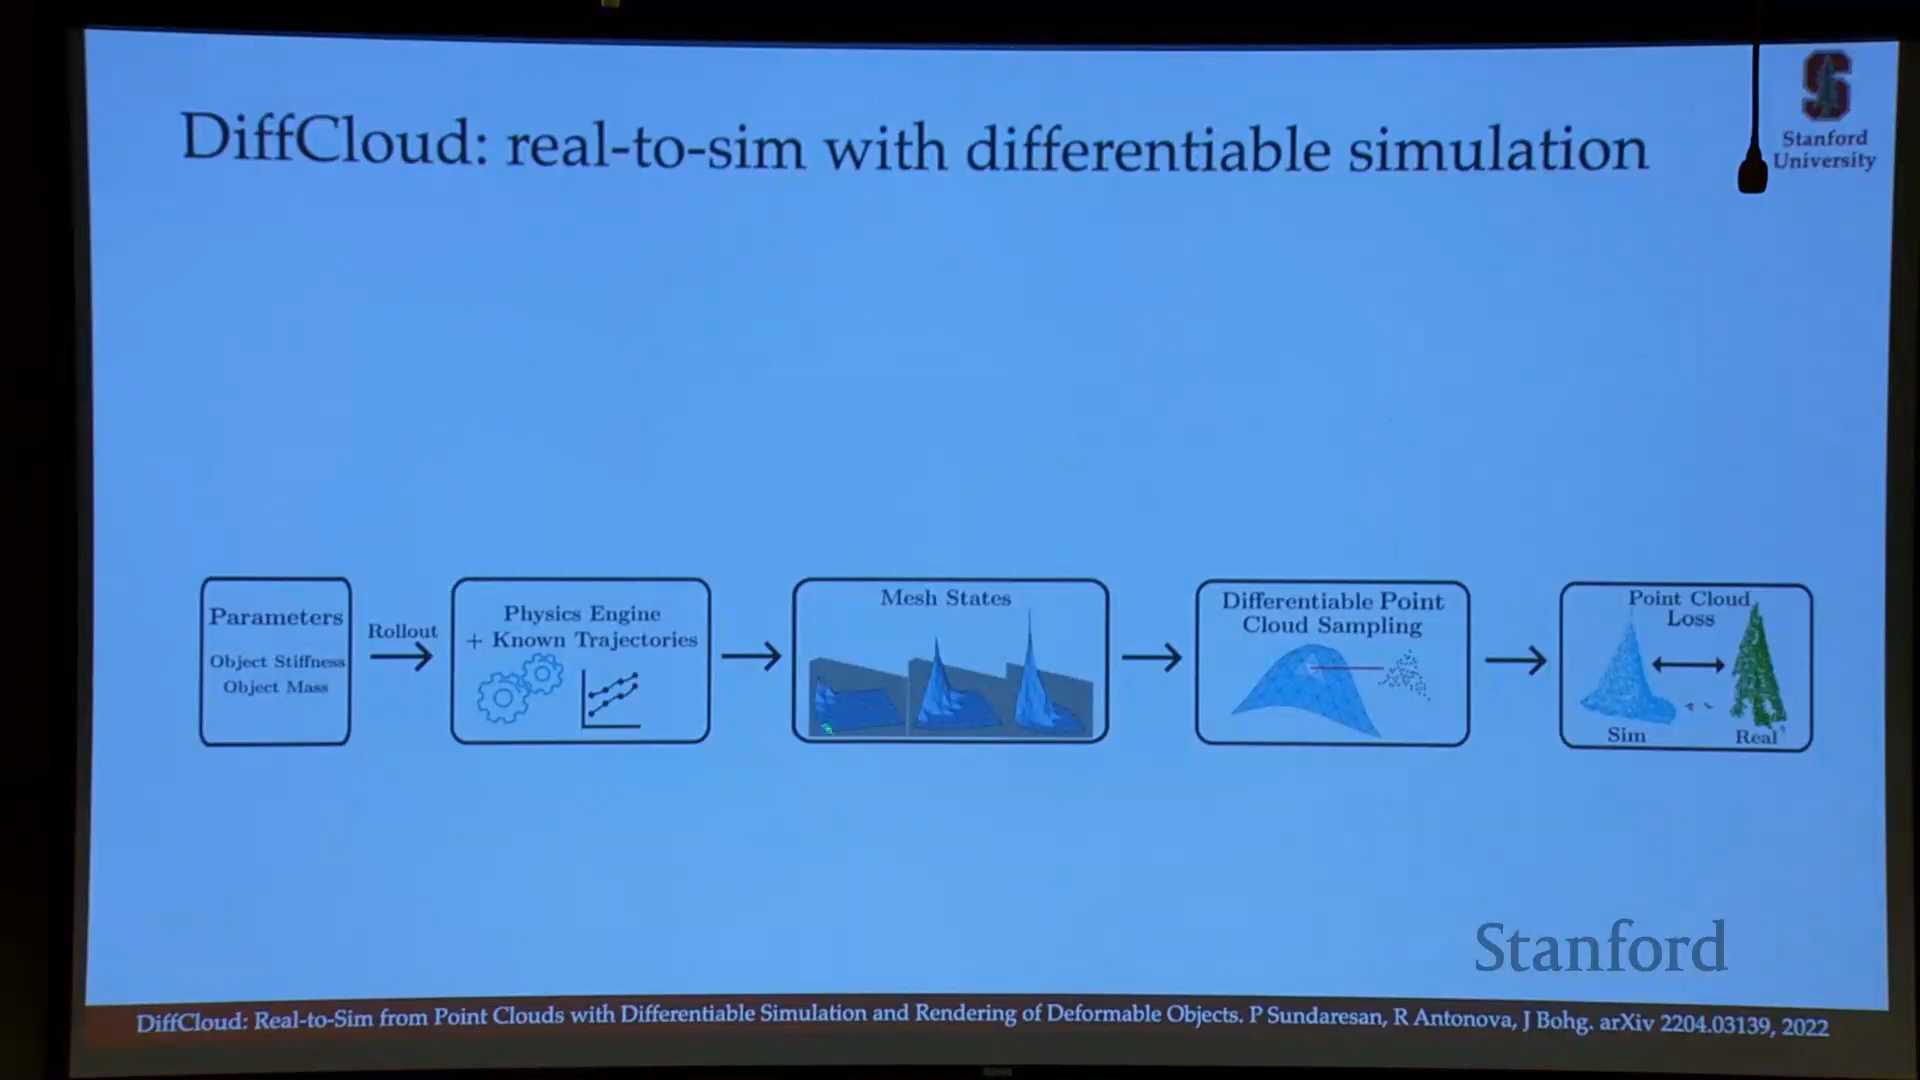 DiffCloud: real-to-sim with differentiable simulation
Stanford
University
Parameters
Object Stiffness
Object Mass
Rollout
Physics Engine
+ Known Trajectories
Mesh States
Differentiable Point
Cloud Sampling
Point Cloud
Loss
Sim
Real
Stanford
DiffCloud: Real-to-Sim from Point Clouds with Differentiable Simulation and Rendering of Deformable Objects. P Sundaresan, R Antonova, J Bohg. arXiv 2204.03139, 2022